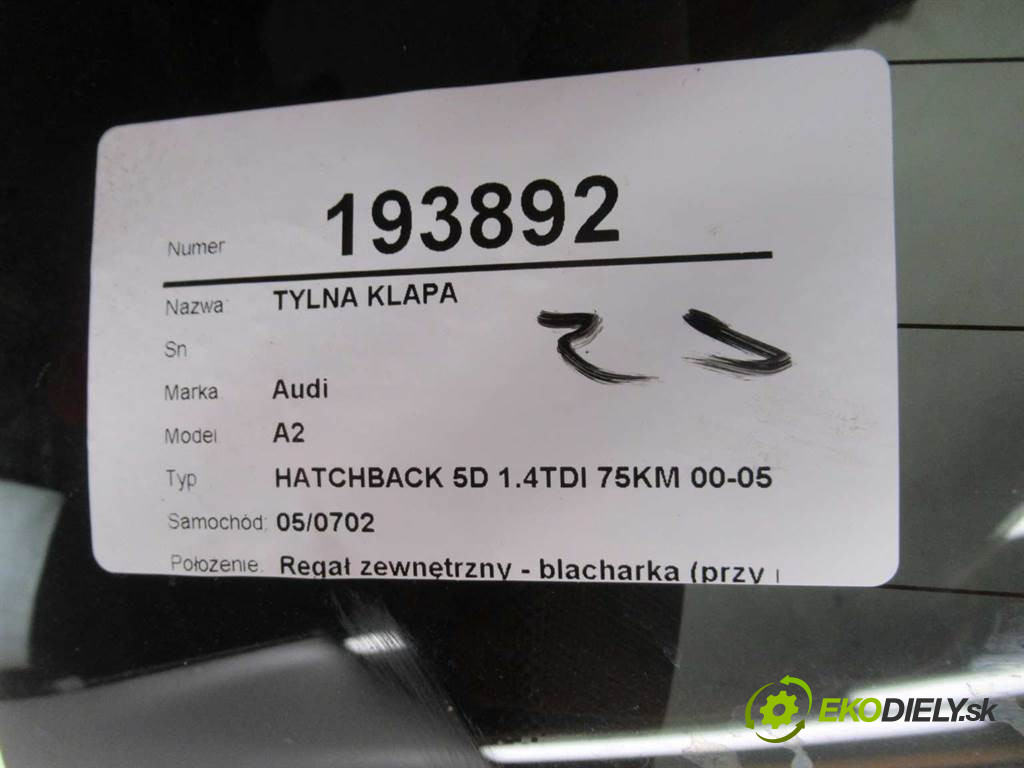 Numer 193892
Nazwa: TYLNA KLAPA
Sn
Marka: Audi
Model A2
Typ HATCHBACK 5D 1.4TDI 75KM 00-05
Samochód: 05/0702
Położenie: Regał zewnętrzny - blacharka (przy
EKODIELY.sk